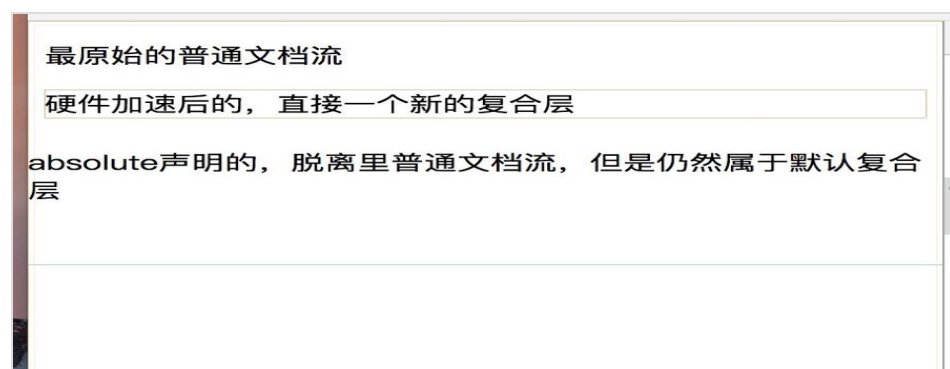 最原始的普通文档流
硬件加速后的，直接一个新的复合层
absolute声明的，脱离里普通文档流，但是仍然属于默认复合
层